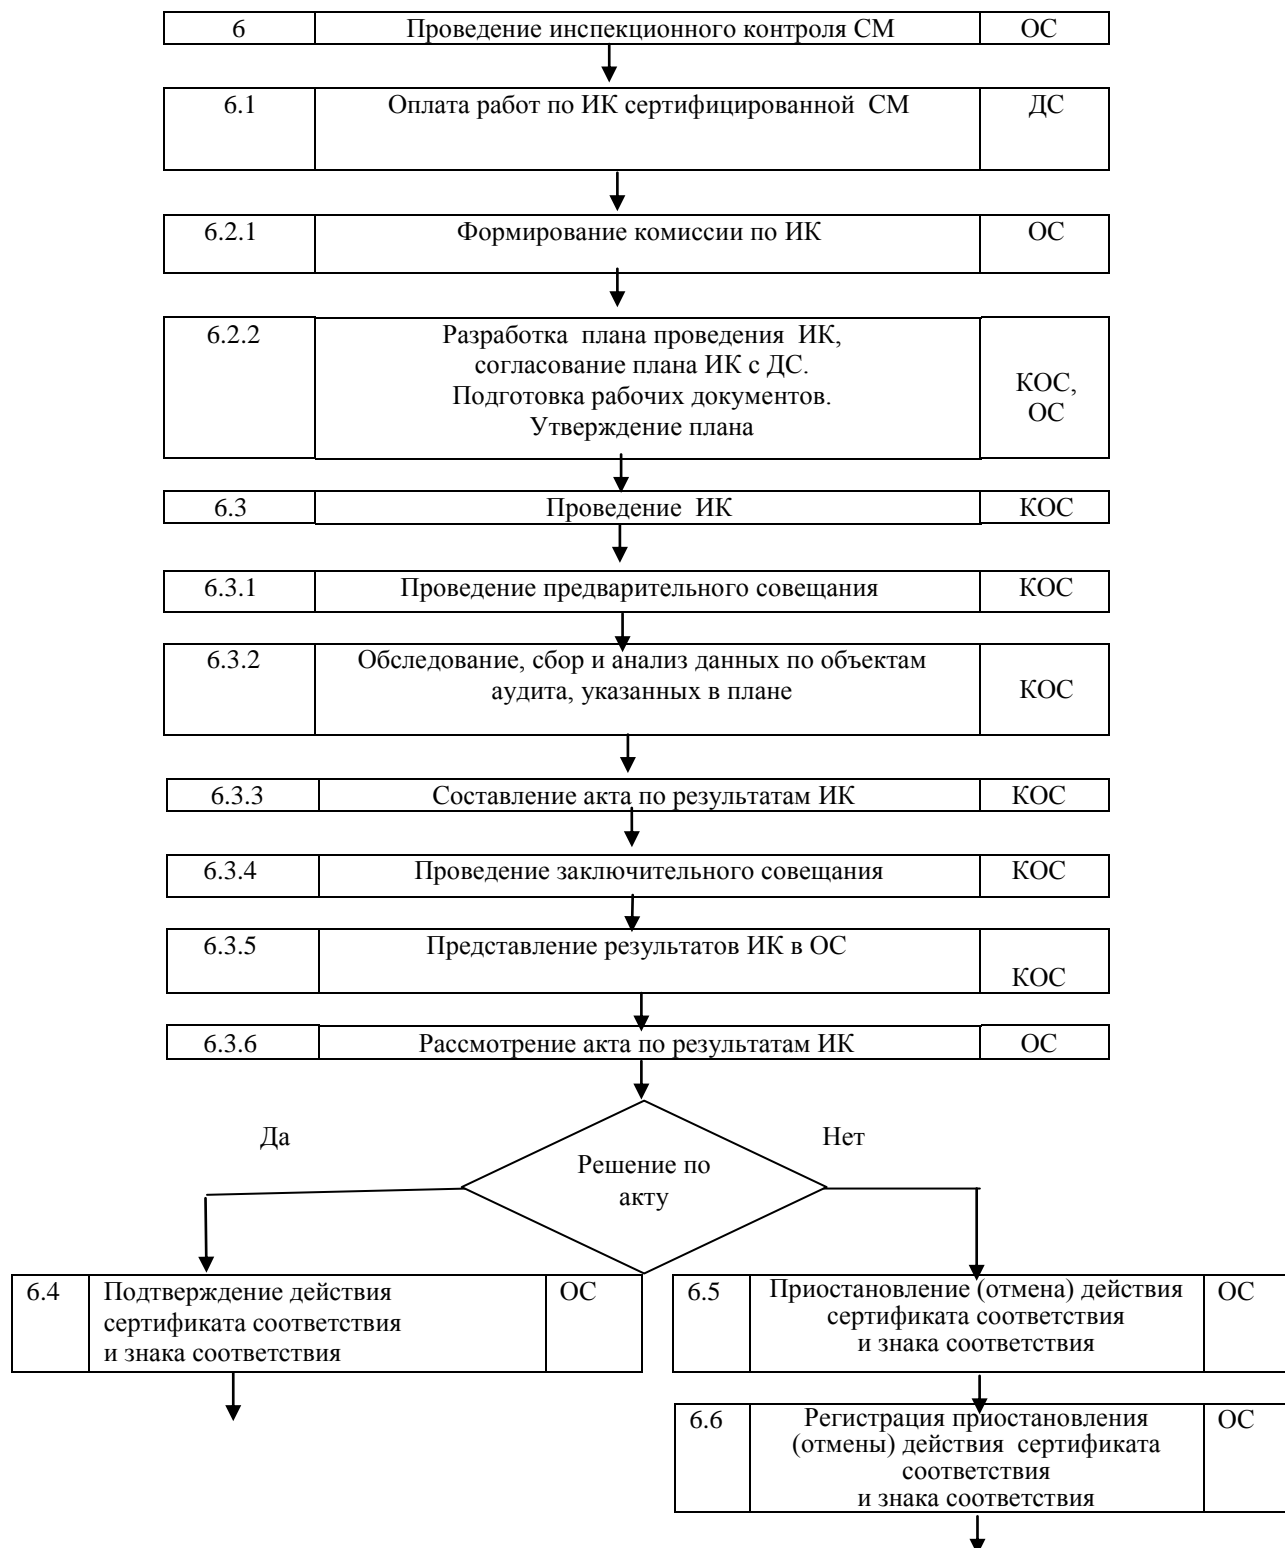 6 Проведение инспекционного контроля СМ ОС
6.1 Оплата работ по ИК сертифицированной СМ ДС
6.2.1 Формирование комиссии по ИК ОС
6.2.2 Разработка плана проведения ИК,
согласование плана ИК с ДС.
КОС,
Подготовка рабочих документов.
ОС
Утверждение плана
6.3 Проведение ИК КОС
6.3.1 Проведение предварительного совещания КОС
6.3.2 Обследование, сбор и анализ данных по объектам
аудита, указанных в плане КОС
6.3.3 Составление акта по результатам ИК КОС
6.3.4 Проведение заключительного совещания КОС
6.3.5 Представление результатов ИК в ОС
КОС
6.3.6 Рассмотрение акта по результатам ИК ОС
Да
Нет
Решение по
акту
6.4 Подтверждение действия ОС
сертификата соответствия
и знака соответствия
6.5 Приостановление (отмена) действия ОС
сертификата соответствия
и знака соответствия
6.6 Регистрация приостановления ОС
(отмены) действия сертификата
соответствия
и знака соответствия